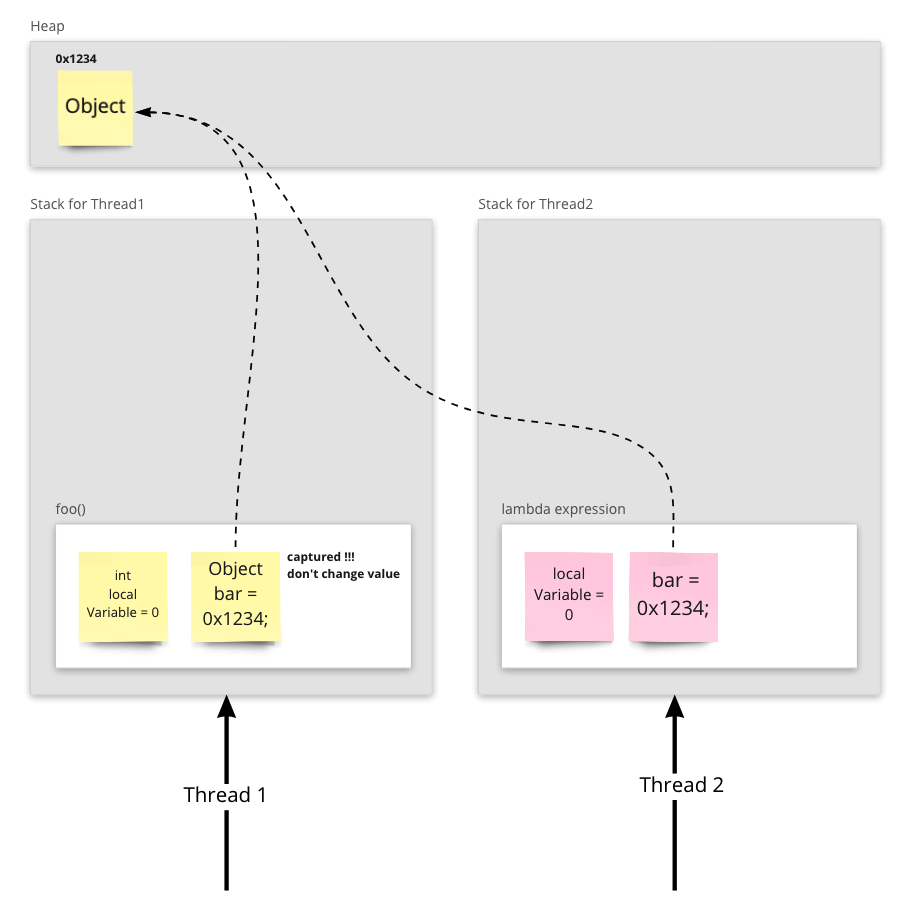 Heap
0x1234
Object
Stack for Thread1
Stack for Thread2
foo()
int
local
Variable = 0
Object
bar =
0x1234;
captured !!!
don't change value
lambda expression
local
Variable =
0
bar =
0x1234;
Thread 1
Thread 2